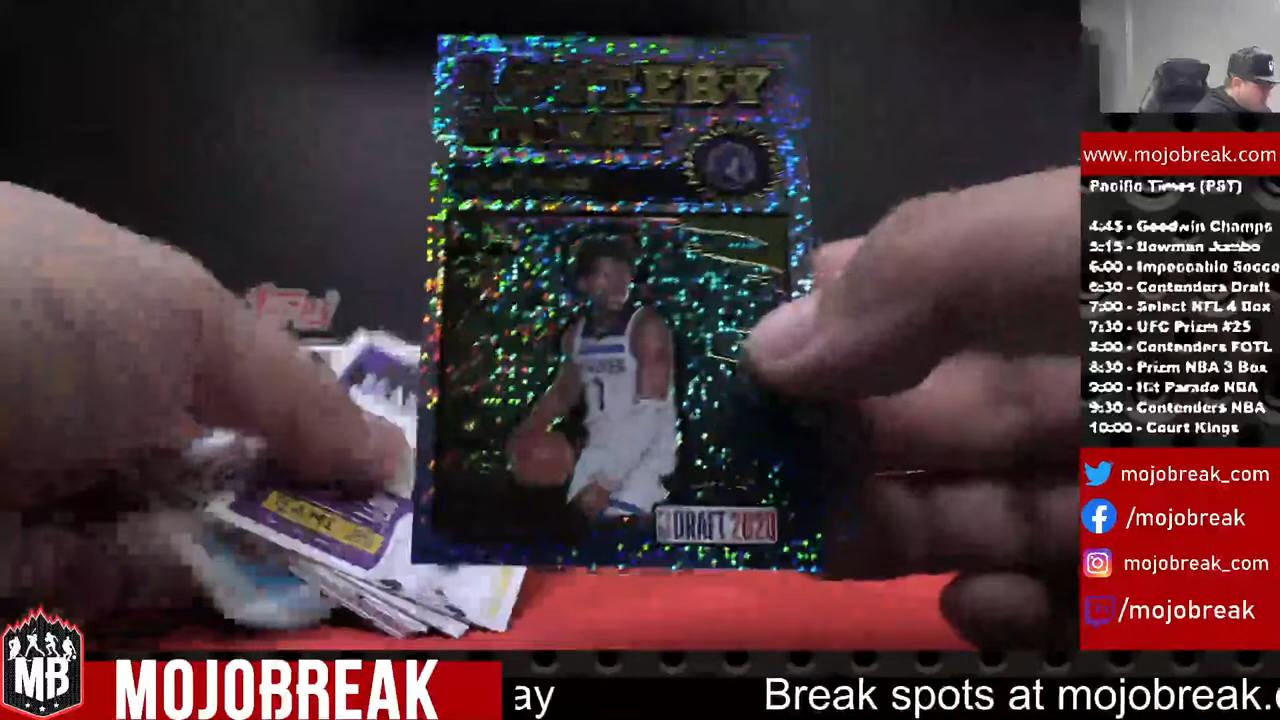 LOTTERY
TICKET
DRAFT 2020
www.mojobreak.com
Pacific Times (PST)
4:45 - Goodwin Champs
5:15 - Bowman Jumbo
6:00 - Impeccable Socce
6:30 - Contenders Draft
7:00 - Select NFL 4 Box
7:30 - UFC Prizm #25
8:00 - Contenders FOTL
8:30 - Prizm NBA 3 Box
9:00 - Hit Parade NBA
9:30 - Contenders NBA
10:00 - Court Kings
mojobreak_com
/mojobreak
mojobreak_com
/mojobreak
MB
MOJOBREAK
ay
Break spots at mojobreak.c